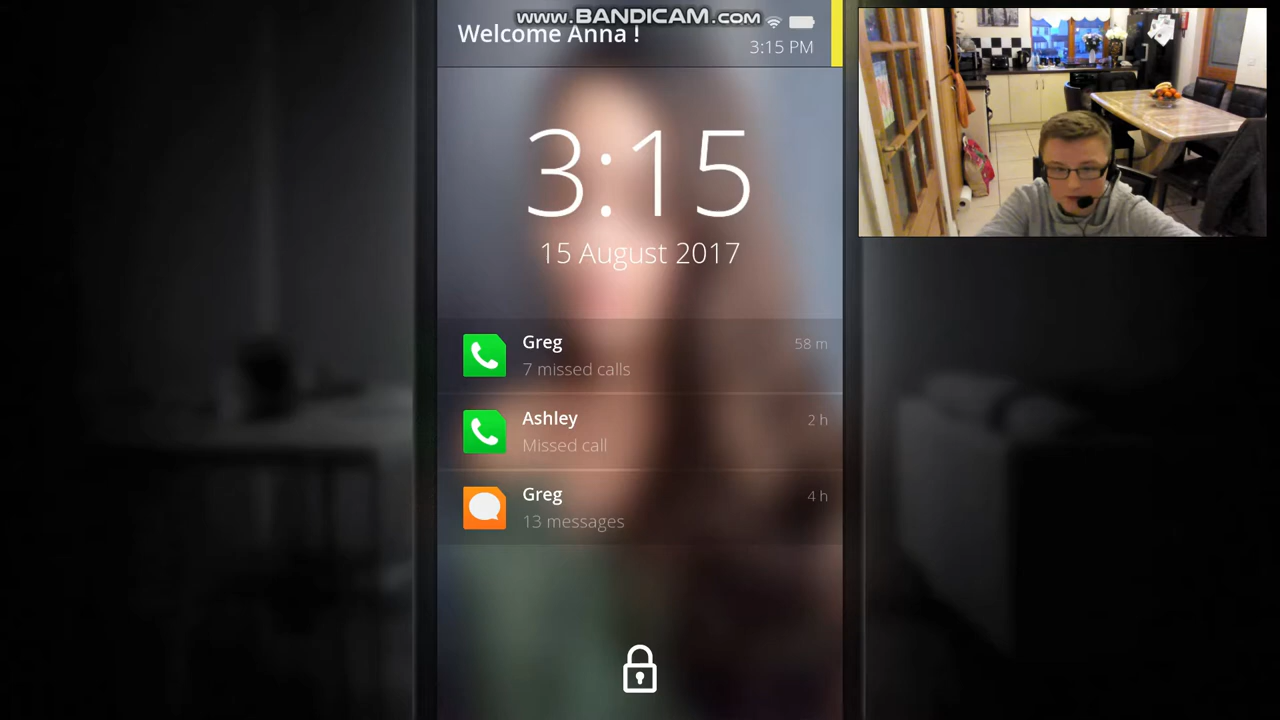 www.BANDICAM.com
Welcome Anna !
3:15 PM
3:15
15 August 2017
Greg
58 m
7 missed calls
Ashley
2 h
Missed call
Greg
4 h
13 messages